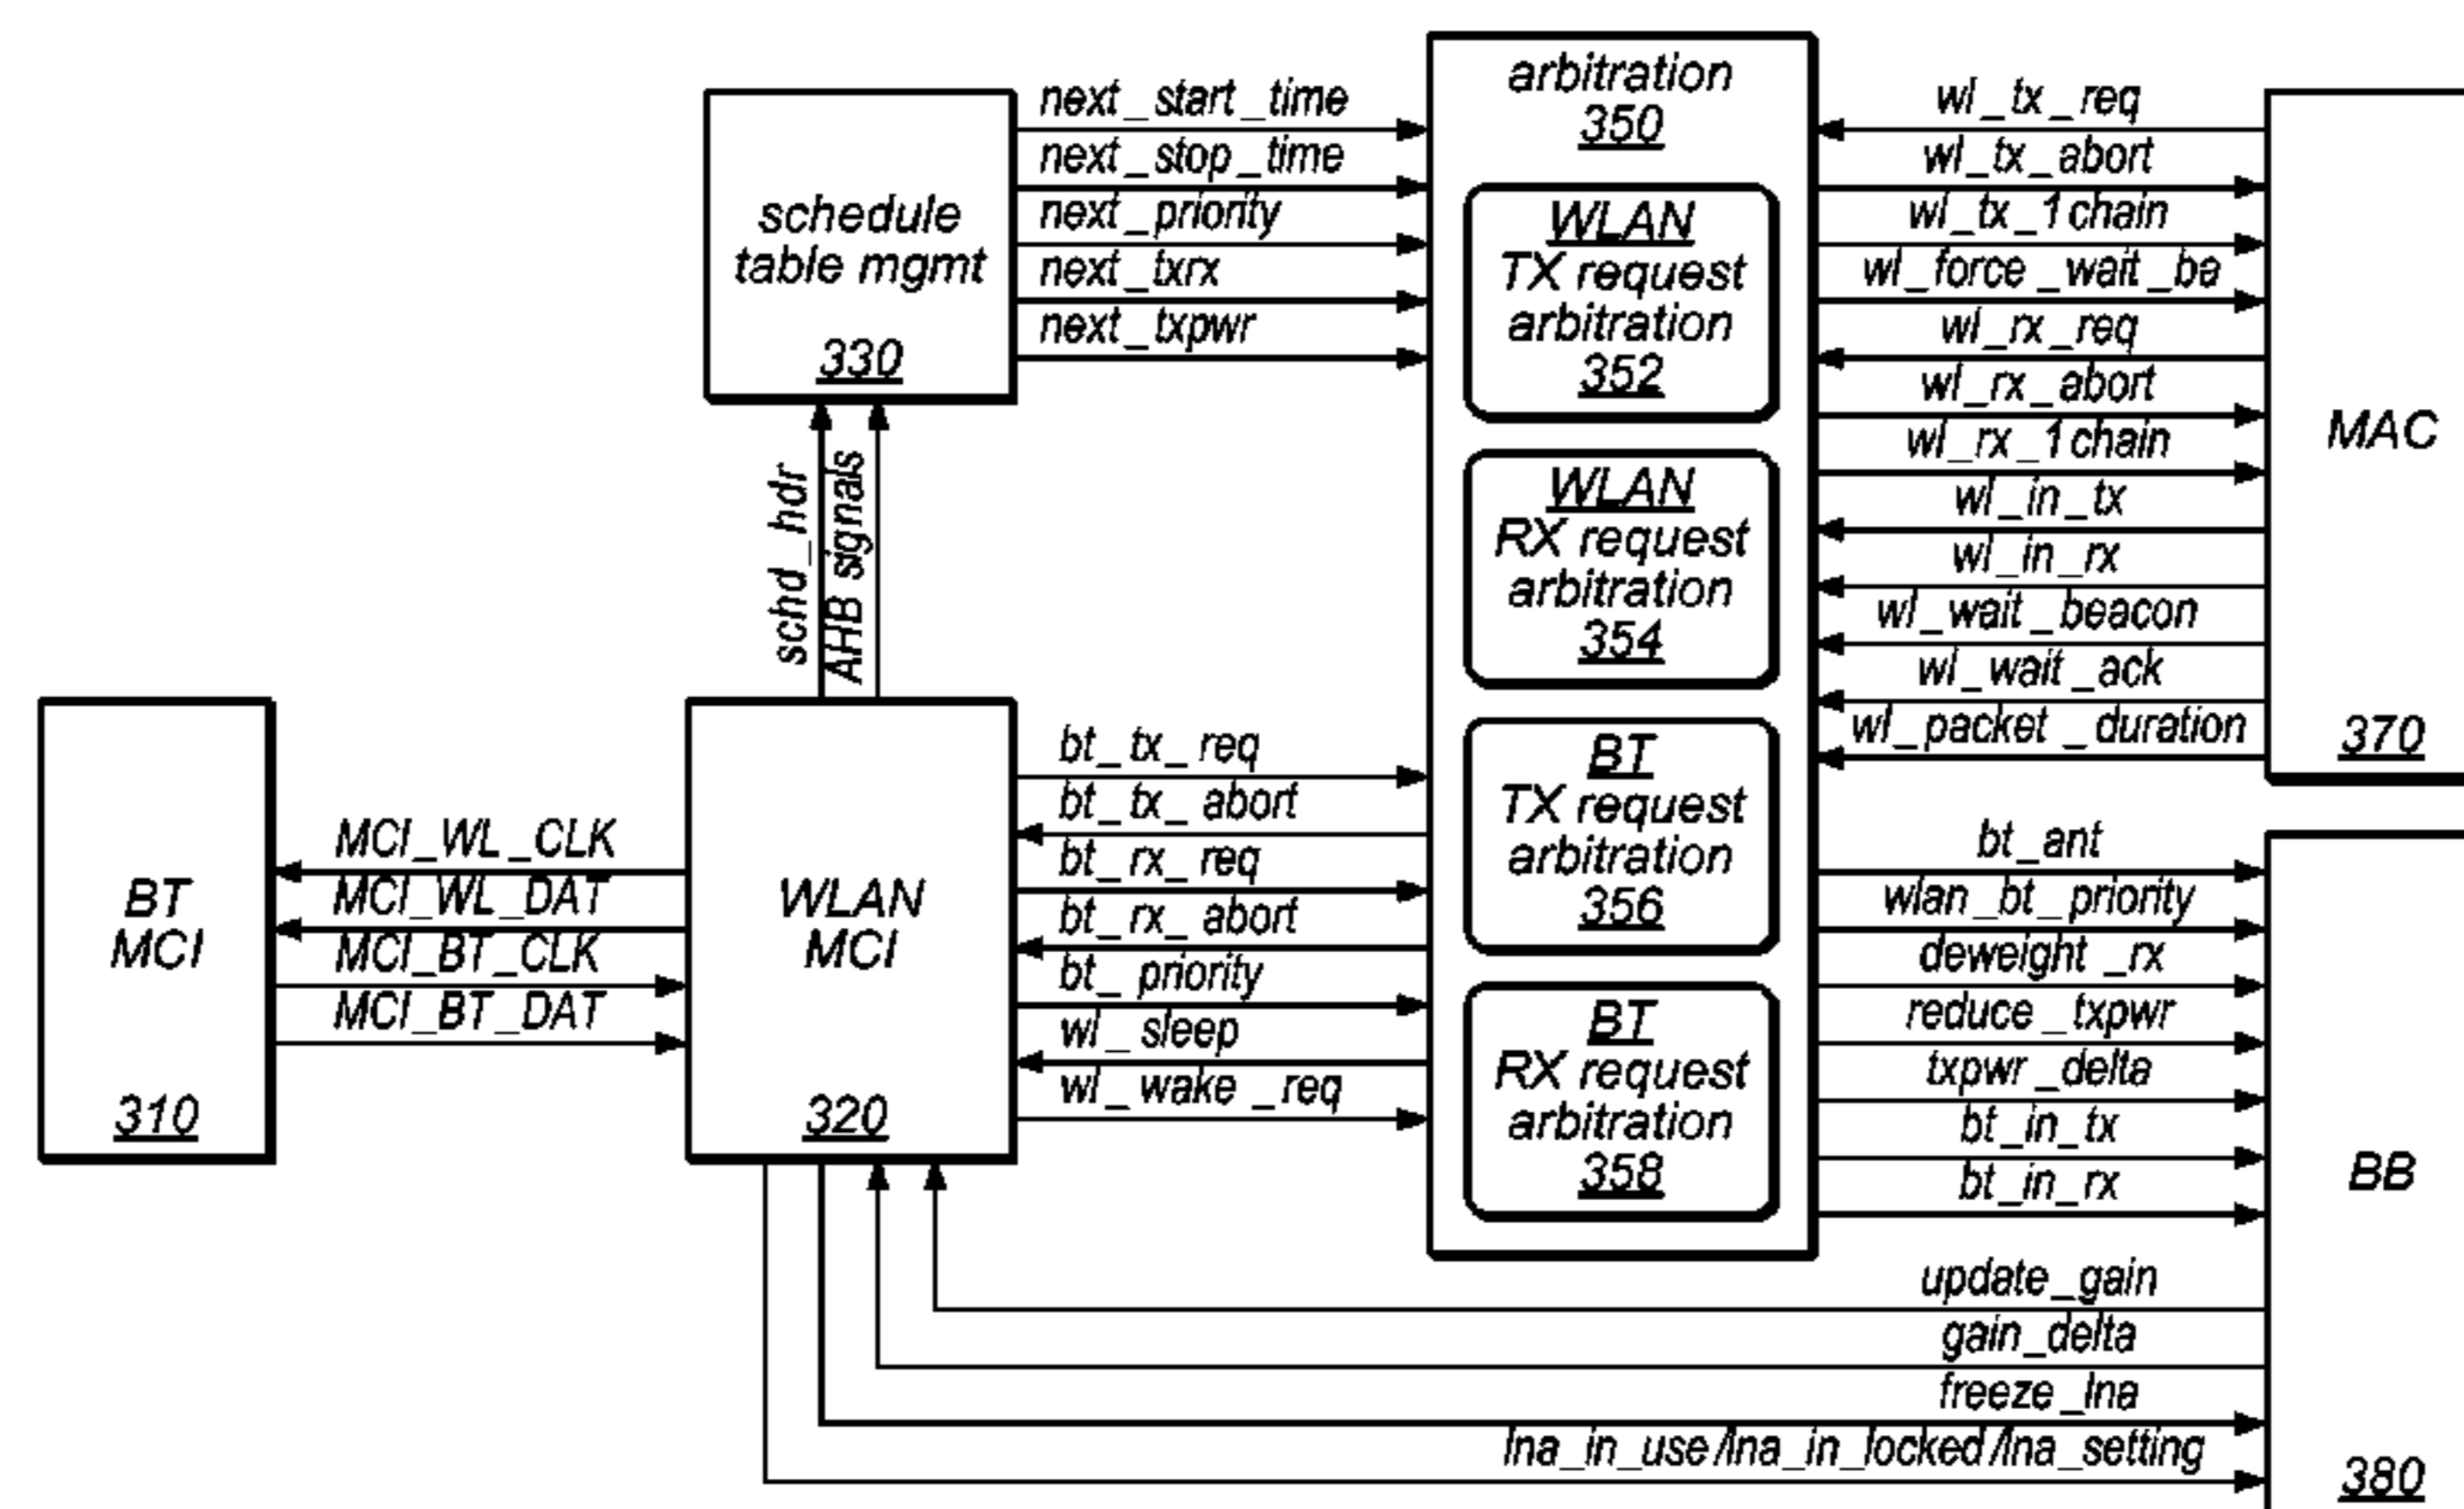 schedule
table mgmt
330
next_start_time
next_stop_time
next_priority
next_txrx
next_txpwr
schd_hdr
AHB signals
BT
MCI
310
MCI_WL_CLK
MCI_WL_DAT
MCI_BT_CLK
MCI_BT_DAT
WLAN
MCI
320
bt_tx_req
bt_tx_abort
bt_rx_req
bt_rx_abort
bt_priority
wl_sleep
wl_wake_req
arbitration
350
WLAN
TX request
arbitration
352
WLAN
RX request
arbitration
354
BT
TX request
arbitration
356
BT
RX request
arbitration
358
wl_tx_req
wl_tx_abort
wl_tx_1chain
wl_force_wait_ba
wl_rx_req
wl_rx_abort
wl_rx_1chain
wl_in_tx
wl_in_rx
wl_wait_beacon
wl_wait_ack
wl_packet_duration
MAC
370
bt_ant
wlan_bt_priority
deweight_rx
reduce_txpwr
txpwr_delta
bt_in_tx
bt_in_rx
update_gain
gain_delta
freeze_lna
lna_in_use/lna_in_locked/lna_setting
BB
380